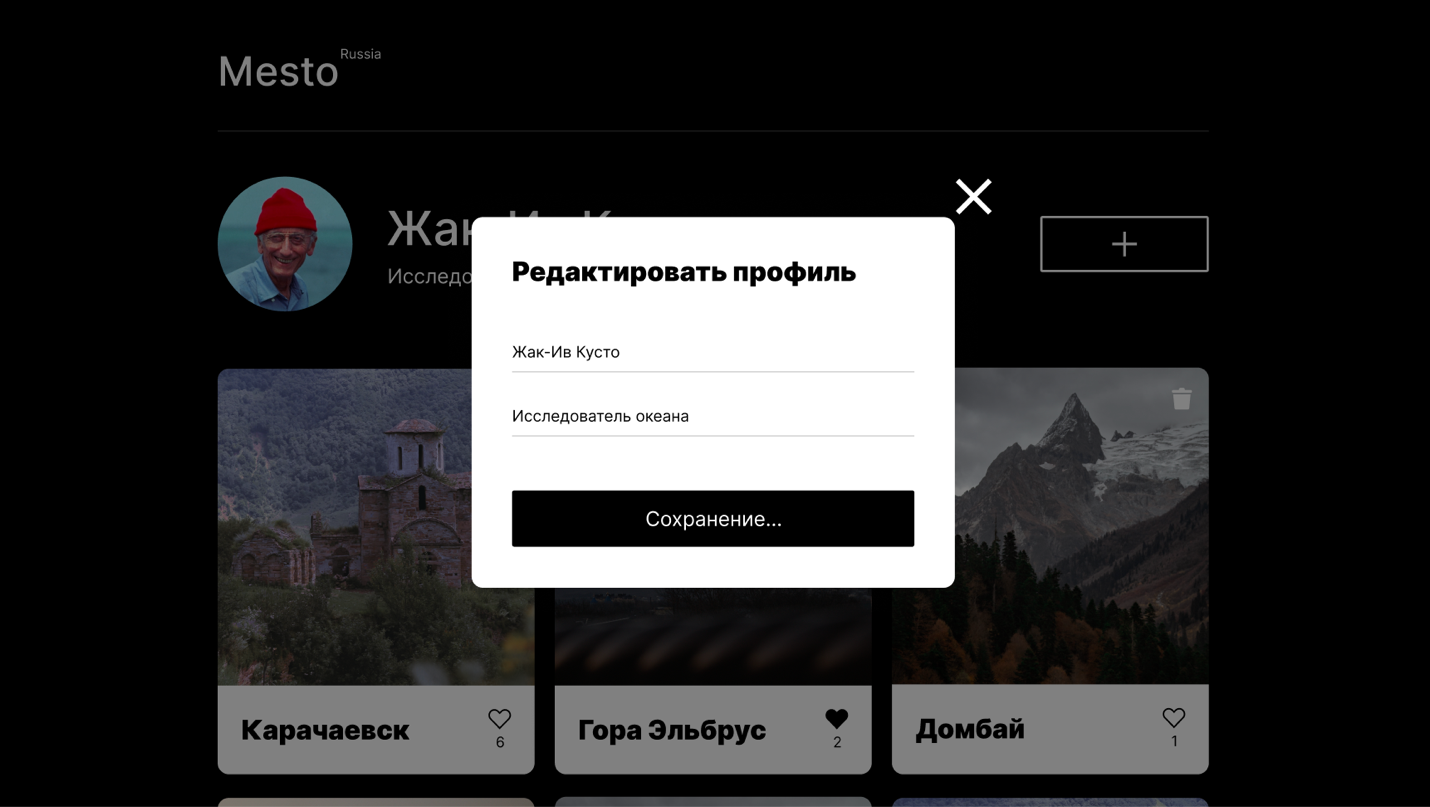 Mesto Russia
Редактировать профиль
Жак-Ив Кусто
Исследователь океана
Сохранение...
Карачаевск
6
Гора Эльбрус
2
Домбай
1